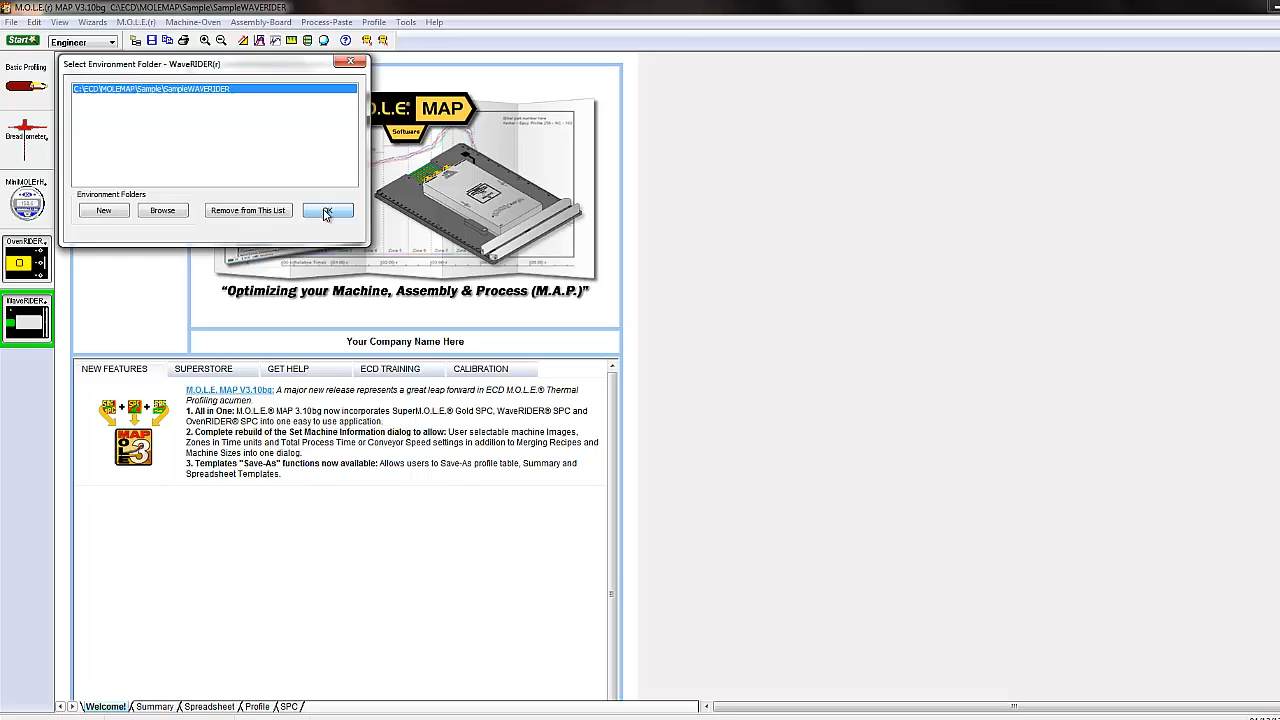 M.O.L.E.(r) MAP V3.10bg C:\ECD\MOLEMAP\Sample\SampleWAVERIDER
File Edit View Wizards M.O.L.E.(r) Machine-Oven Assembly-Board Process-Paste Profile Tools Help
Start
Engineer
Select Environment Folder - WaveRIDER(r)
C:\ECD\MOLEMAP\Sample\SampleWAVERIDER
Environment Folders
New Browse Remove from This List OK
Basic Profiling
OvenRIDER
WaveRIDER
O.L.E.® MAP
Software
"Optimizing your Machine, Assembly & Process (M.A.P.)"
Your Company Name Here
NEW FEATURES SUPERSTORE GET HELP ECD TRAINING CALIBRATION
M.O.L.E. MAP V3.10bg: A major new release represents a great leap forward in ECD M.O.L.E.® Thermal
Profiling acumen.
1. All in One: M.O.L.E.® MAP 3.10bg now incorporates SuperM.O.L.E.® Gold SPC, WaveRIDER® SPC and
OvenRIDER® SPC into one easy to use application.
2. Complete rebuild of the Set Machine Information dialog to allow: User selectable machine Images,
Zones in Time units and Total Process Time or Conveyor Speed settings in addition to Merging Recipes and
Machine Sizes into one dialog.
3. Templates "Save-As" functions now available: Allows users to Save-As profile table, Summary and
Spreadsheet Templates.
MAP
MOLE
3
Welcome! Summary Spreadsheet Profile SPC